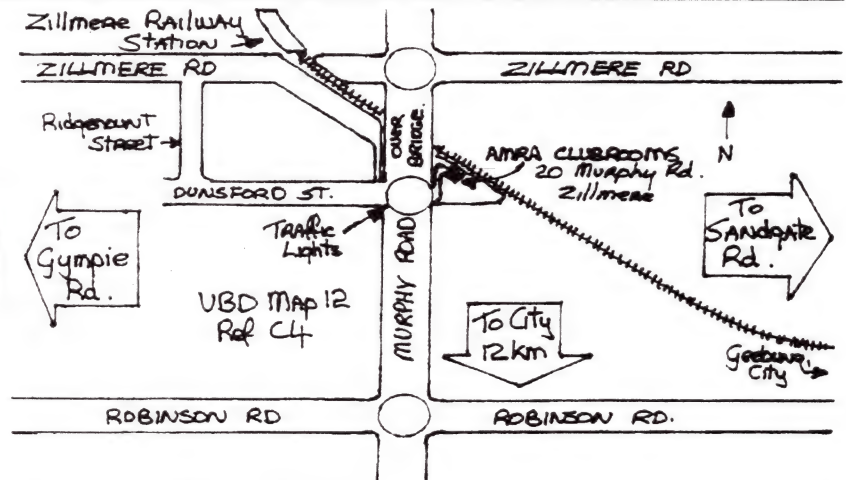 Zillmere Railway
Station
ZILLMERE RD
ZILLMERE RD
Ridgemount
Street
OVER
BRIDGE.
N
AMRA CLUBROOMS
20 Murphy Rd.
Zillmere
DUNSFORD ST.
Traffic
Lights
To
Gympie
Rd.
To
SANDGATE
Rd.
UBD MAP 12
Ref C4
MURPHY ROAD
To City
12 km
Geebung,
City
ROBINSON RD
ROBINSON RD.